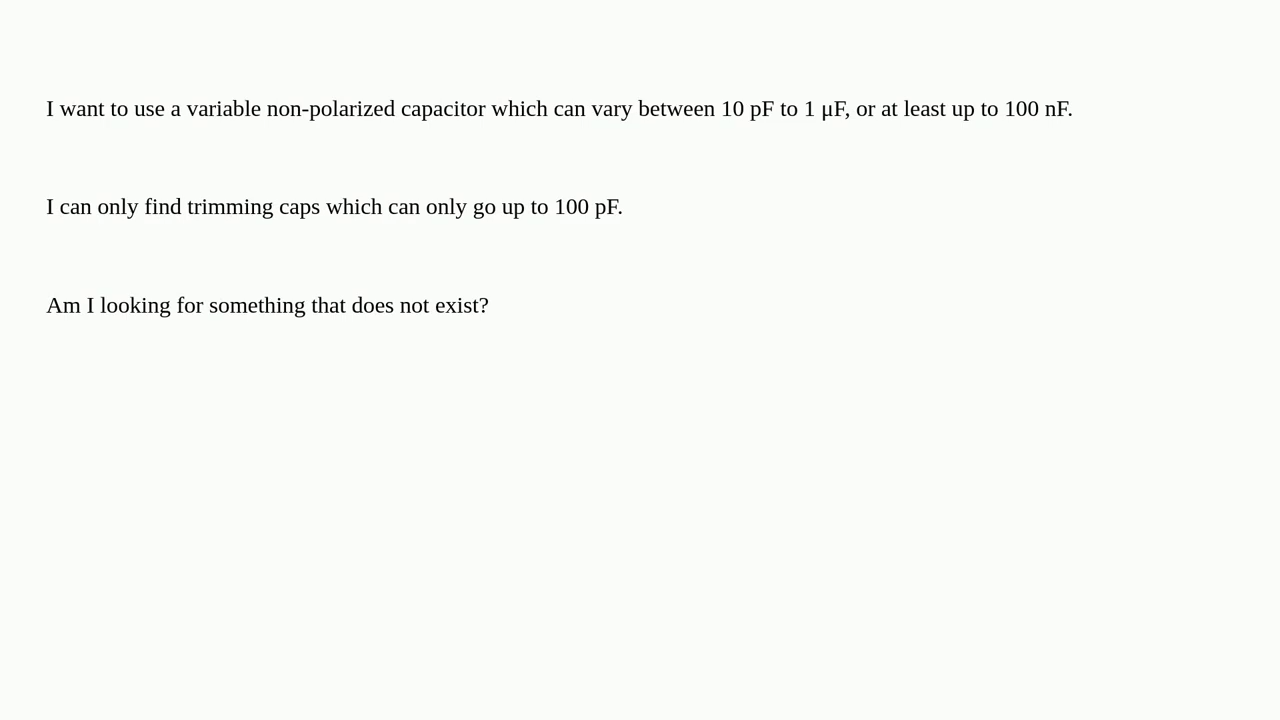 I want to use a variable non-polarized capacitor which can vary between 10 pF to 1 μF, or at least up to 100 nF.
I can only find trimming caps which can only go up to 100 pF.
Am I looking for something that does not exist?